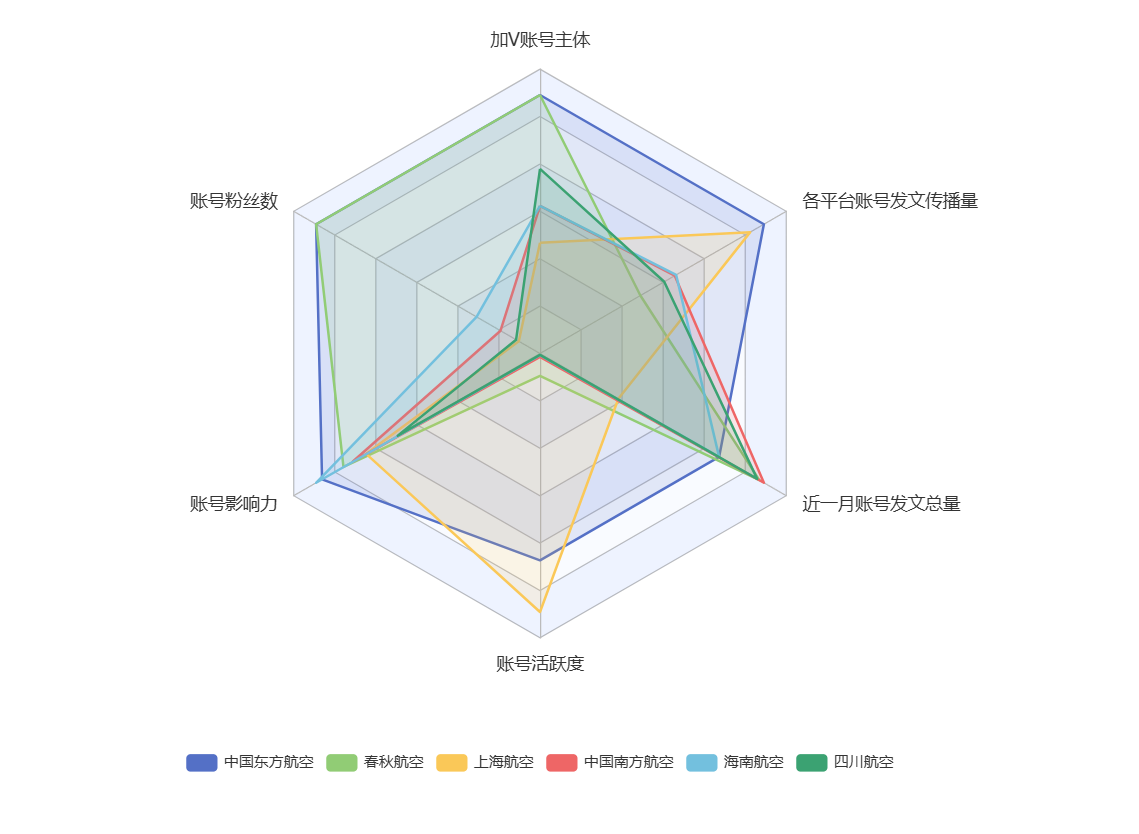 加V账号主体
账号粉丝数
各平台账号发文传播量
账号影响力
近一月账号发文总量
账号活跃度
中国东方航空 春秋航空 上海航空 中国南方航空 海南航空 四川航空